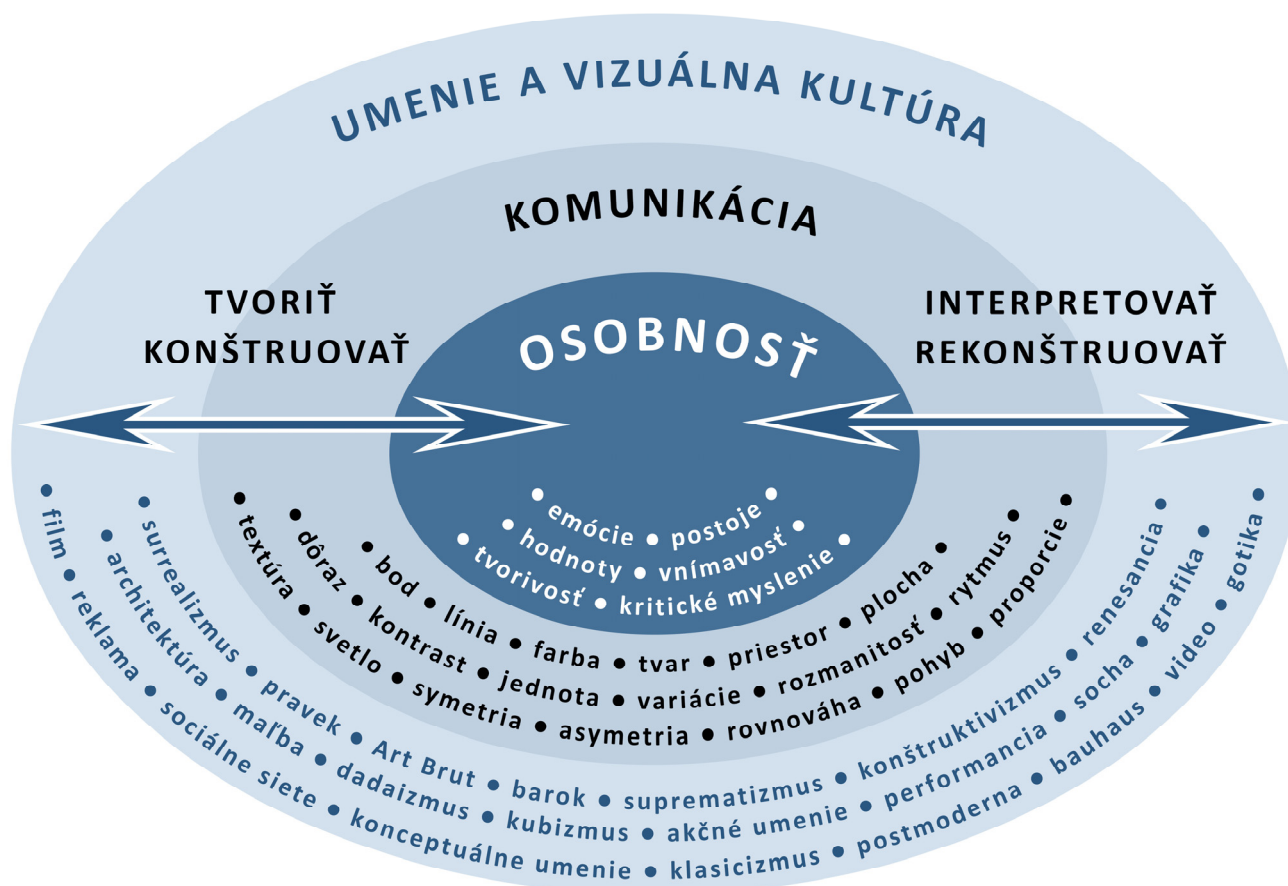 UMENIE A VIZUÁLNA KULTÚRA
KOMUNIKÁCIA
TVORIŤ
KONŠTRUOVAŤ
OSOBNOSŤ
INTERPRETOVAŤ
REKONŠTRUOVAŤ
• emócie • postoje •
• hodnoty • vnímavosť •
• tvorivosť • kritické myslenie •
• bod • línia • farba • tvar • priestor • plocha •
• dôraz • kontrast • jednota • variácie • rozmanitosť • rytmus •
• textúra • svetlo • symetria • asymetria • rovnováha • pohyb • proporcie •
• surrealizmus • pravek • Art Brut • barok • suprematizmus • konštruktivizmus • renesancia •
• architektúra • maľba • dadaizmus • kubizmus • akčné umenie • performancia • socha • grafika •
• film • reklama • sociálne siete • konceptuálne umenie • klasicizmus • postmoderna • bauhaus • video • gotika •